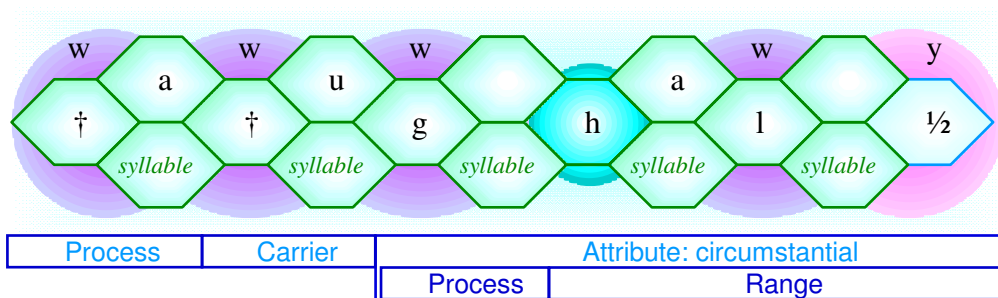 w w w w y
a u a
† † g h l ½
syllable syllable syllable syllable syllable
Process Carrier Attribute: circumstantial
Process Range